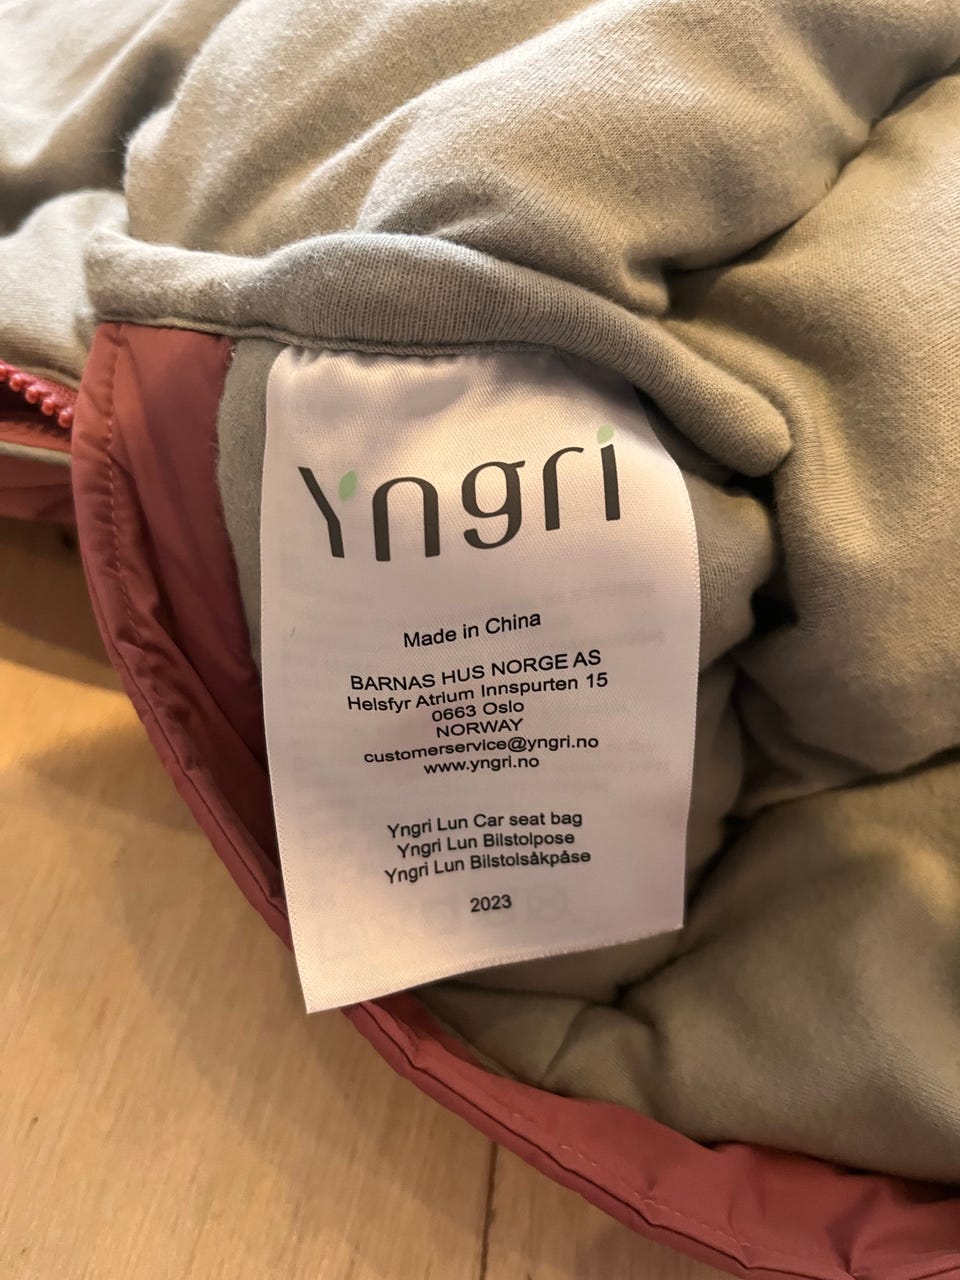 Yngri
Made in China
BARNAS HUS NORGE AS
Helsfyr Atrium Innspurten 15
0663 Oslo
NORWAY
customerservice@yngri.no
www.yngri.no
Yngri Lun Car seat bag
Yngri Lun Bilstolpose
Yngri Lun Bilstolsåkpåse
2023